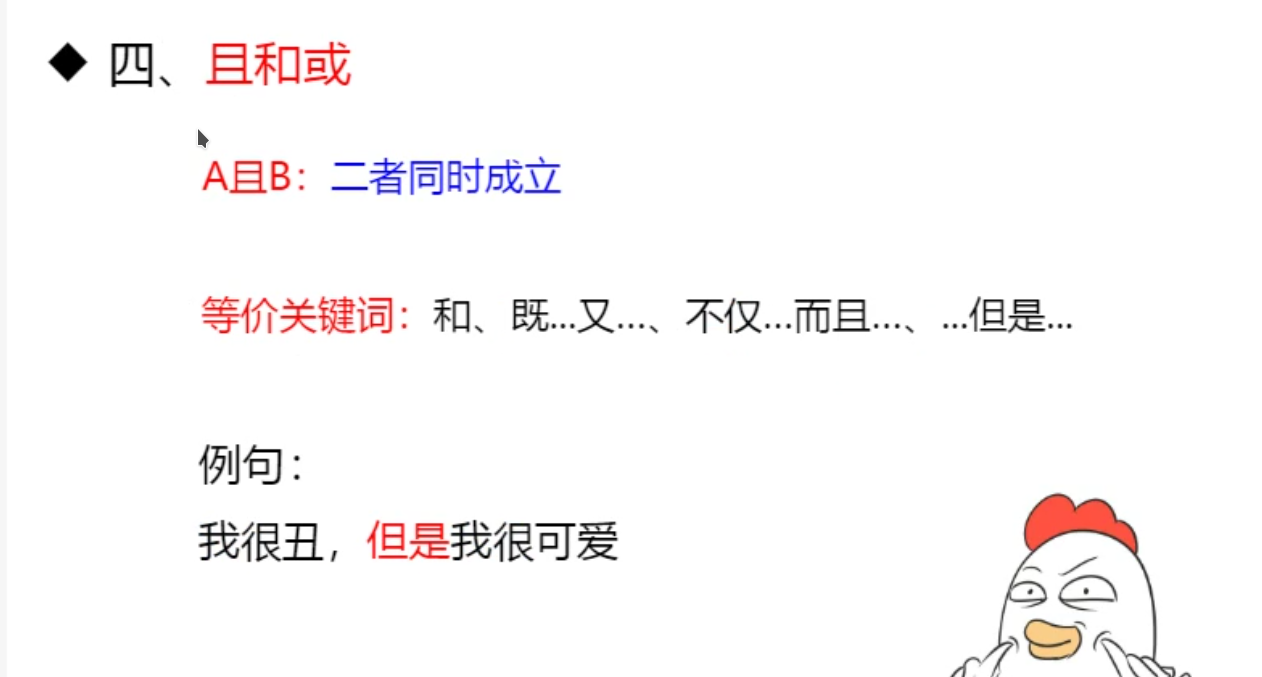 ◆ 四、且和或
A且B：二者同时成立
等价关键词：和、既...又...、不仅...而且...、...但是...
例句：
我很丑，但是我很可爱